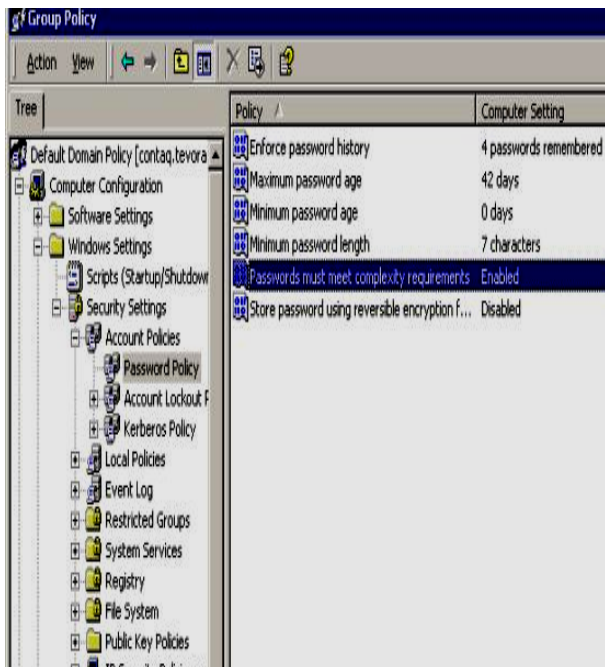 Group Policy
Action View
Tree
Policy Computer Setting
Default Domain Policy [contaq.tevora
Computer Configuration
Software Settings
Windows Settings
Scripts (Startup/Shutdown
Security Settings
Account Policies
Password Policy
Account Lockout P
Kerberos Policy
Local Policies
Event Log
Restricted Groups
System Services
Registry
File System
Public Key Policies
Enforce password history 4 passwords remembered
Maximum password age 42 days
Minimum password age 0 days
Minimum password length 7 characters
Passwords must meet complexity requirements Enabled
Store password using reversible encryption f... Disabled